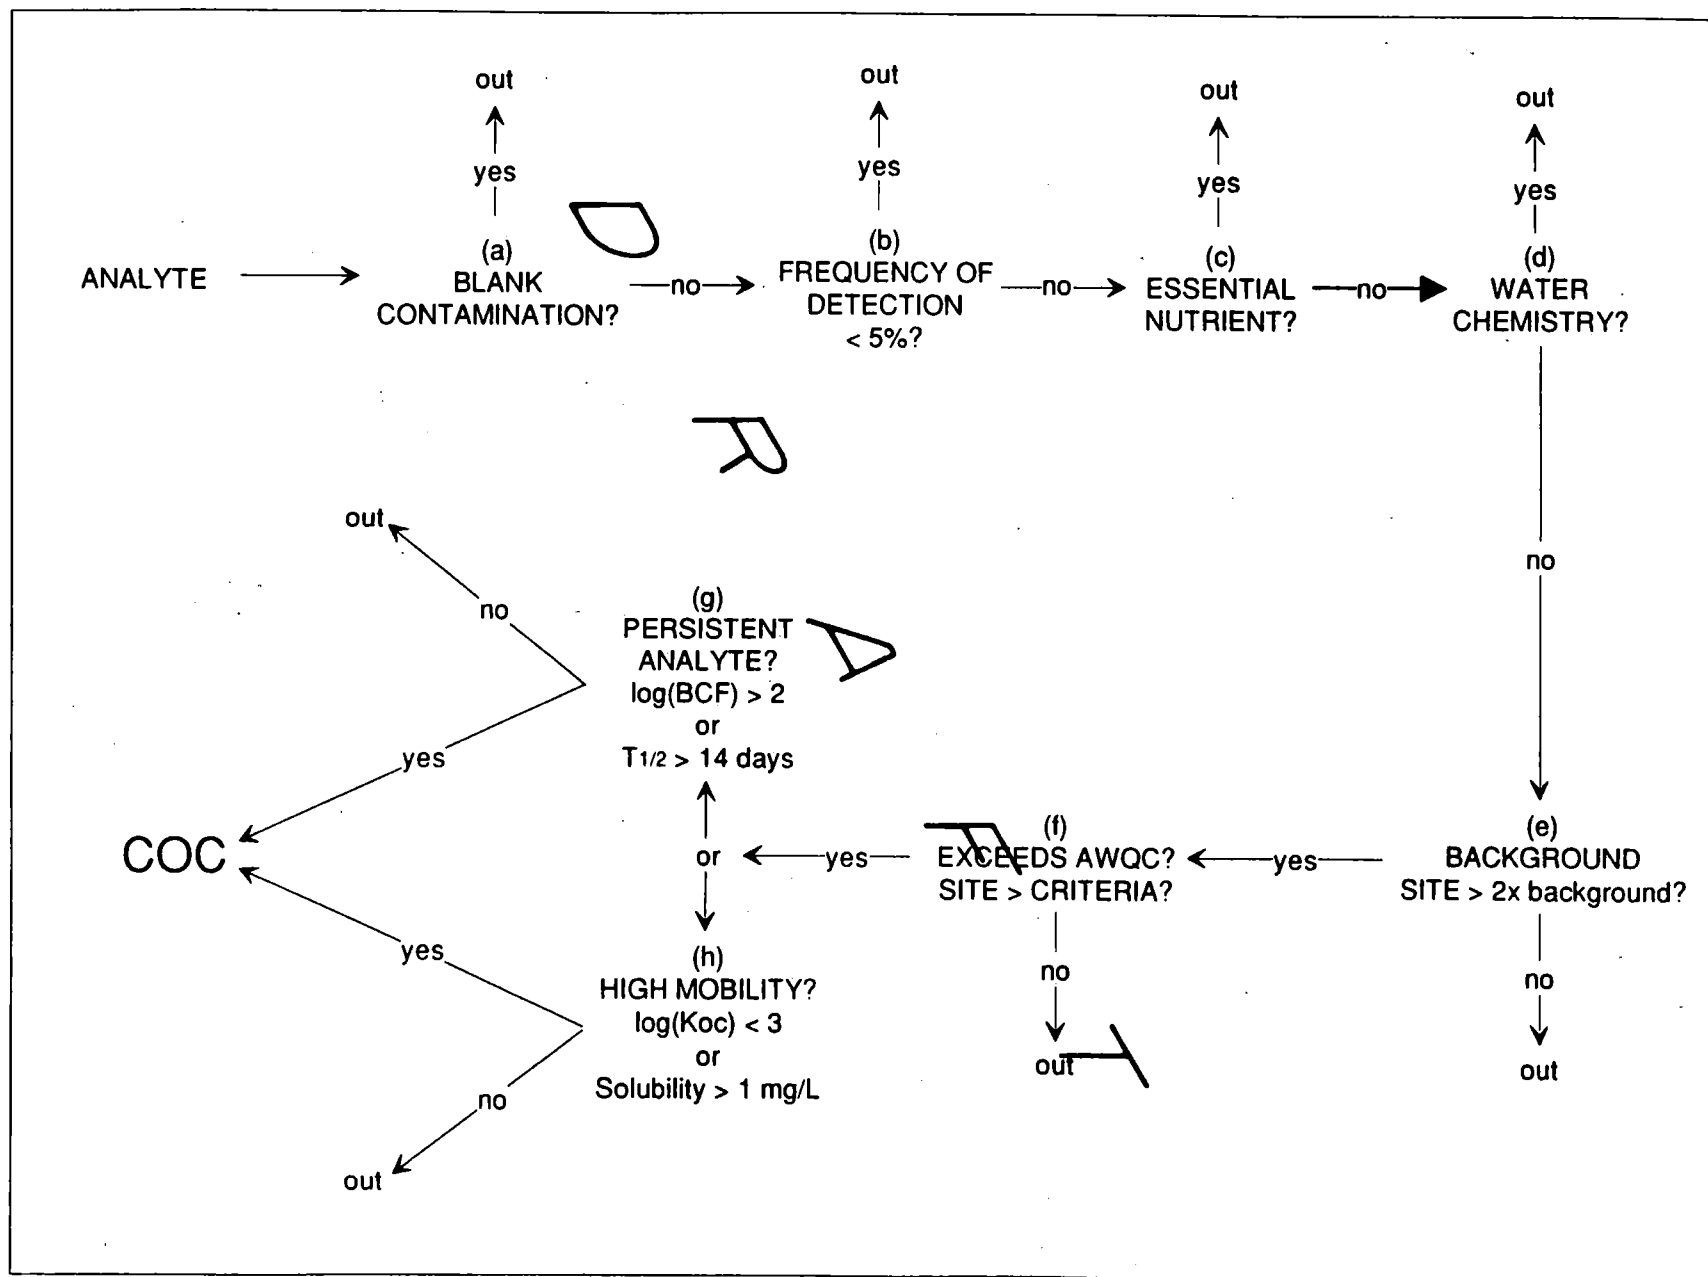 out
out
out
out
yes
yes
yes
yes
ANALYTE
(a)
BLANK
CONTAMINATION?
no
(b)
FREQUENCY OF
DETECTION
< 5%?
no
(c)
ESSENTIAL
NUTRIENT?
no
(d)
WATER
CHEMISTRY?
no
(e)
BACKGROUND
SITE > 2x background?
no
out
yes
(f)
EXCEEDS AWQC?
SITE > CRITERIA?
no
out
yes
or
(g)
PERSISTENT
ANALYTE?
log(BCF) > 2
or
T1/2 > 14 days
(h)
HIGH MOBILITY?
log(Koc) < 3
or
Solubility > 1 mg/L
no
out
yes
COC
yes
no
out
D
R
A
F
T